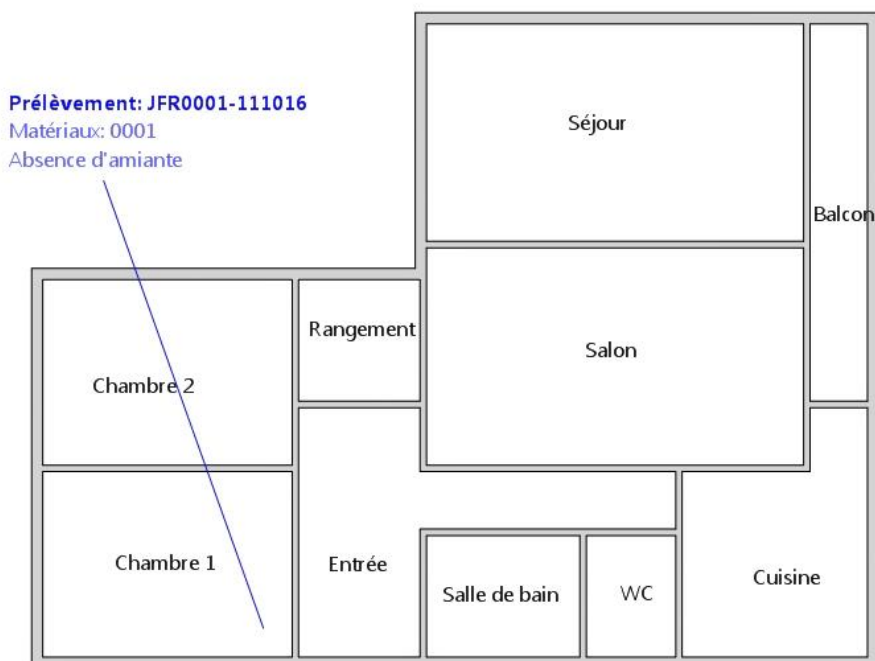 Prélèvement: JFR0001-111016
Matériaux: 0001
Absence d'amiante
Séjour
Balcon
Rangement
Salon
Chambre 2
Chambre 1
Entrée
Salle de bain
WC
Cuisine